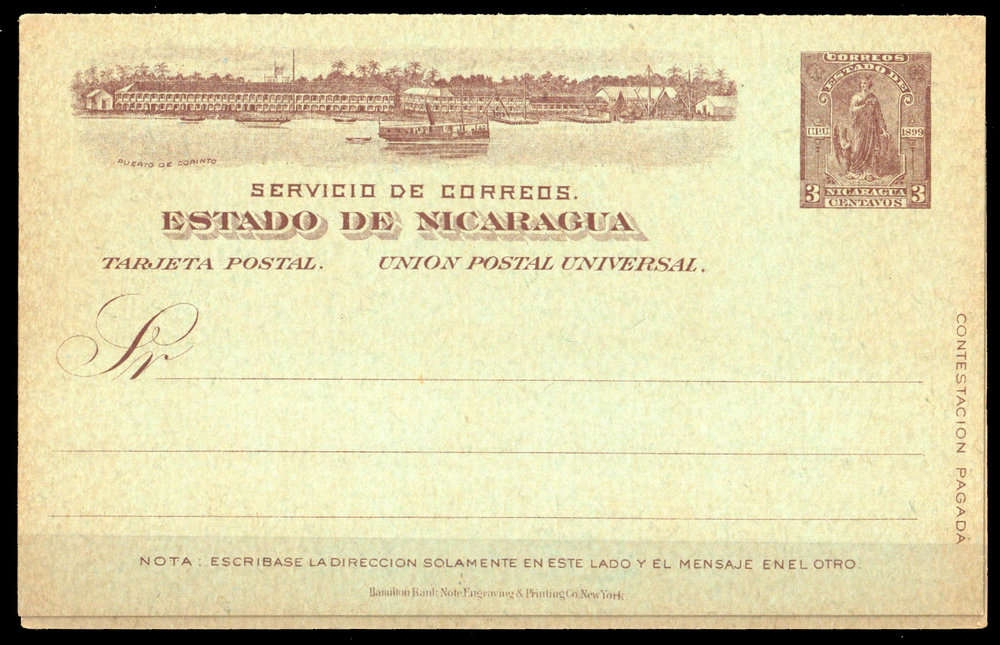 PUERTO DE CORINTO
SERVICIO DE CORREOS.
ESTADO DE NICARAGUA
TARJETA POSTAL. UNION POSTAL UNIVERSAL.
CORREOS
ESTADO DE
U.P.U. 1899
3 NICARAGUA 3
CENTAVOS
Sr
CONTESTACION PAGADA
NOTA: ESCRIBASE LA DIRECCION SOLAMENTE EN ESTE LADO Y EL MENSAJE EN EL OTRO.
Hamilton Bank Note Engraving & Printing Co. New York.